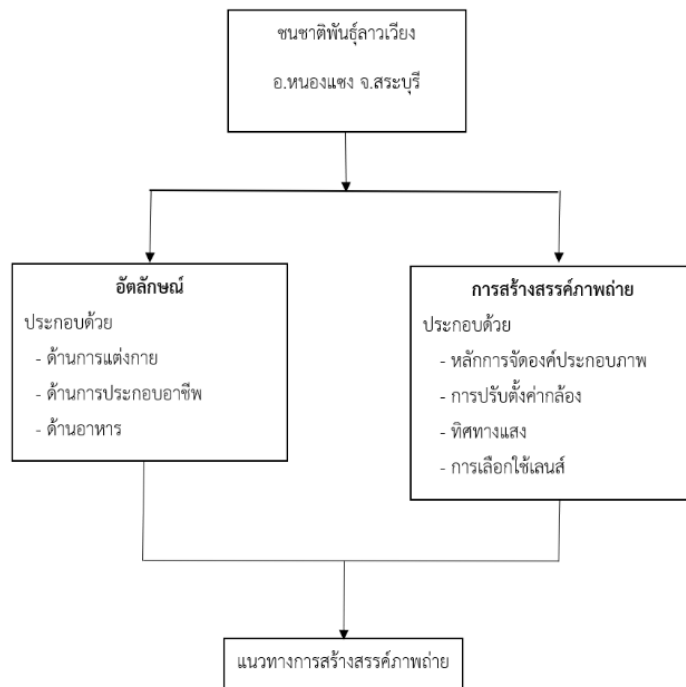 ชนชาติพันธุ์ลาวเวียง
อ.หนองแซง จ.สระบุรี
อัตลักษณ์
ประกอบด้วย
- ด้านการแต่งกาย
- ด้านการประกอบอาชีพ
- ด้านอาหาร
การสร้างสรรค์ภาพถ่าย
ประกอบด้วย
- หลักการจัดองค์ประกอบภาพ
- การปรับตั้งค่ากล้อง
- ทิศทางแสง
- การเลือกใช้เลนส์
แนวทางการสร้างสรรค์ภาพถ่าย